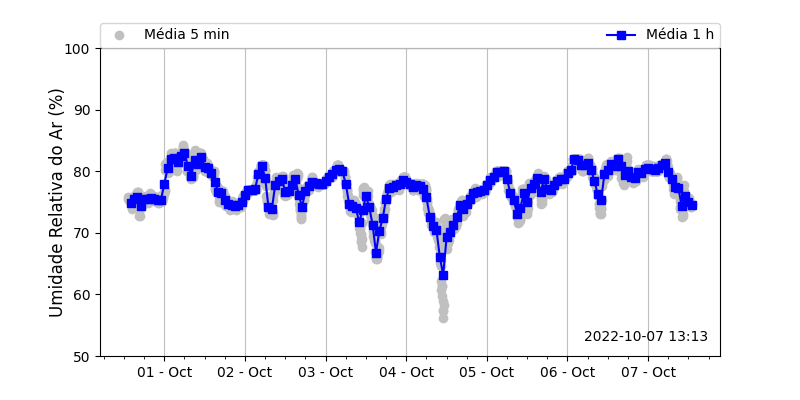 Média 5 min
Média 1 h
Umidade Relativa do Ar (%)
100
90
80
70
60
50
2022-10-07 13:13
01 - Oct
02 - Oct
03 - Oct
04 - Oct
05 - Oct
06 - Oct
07 - Oct